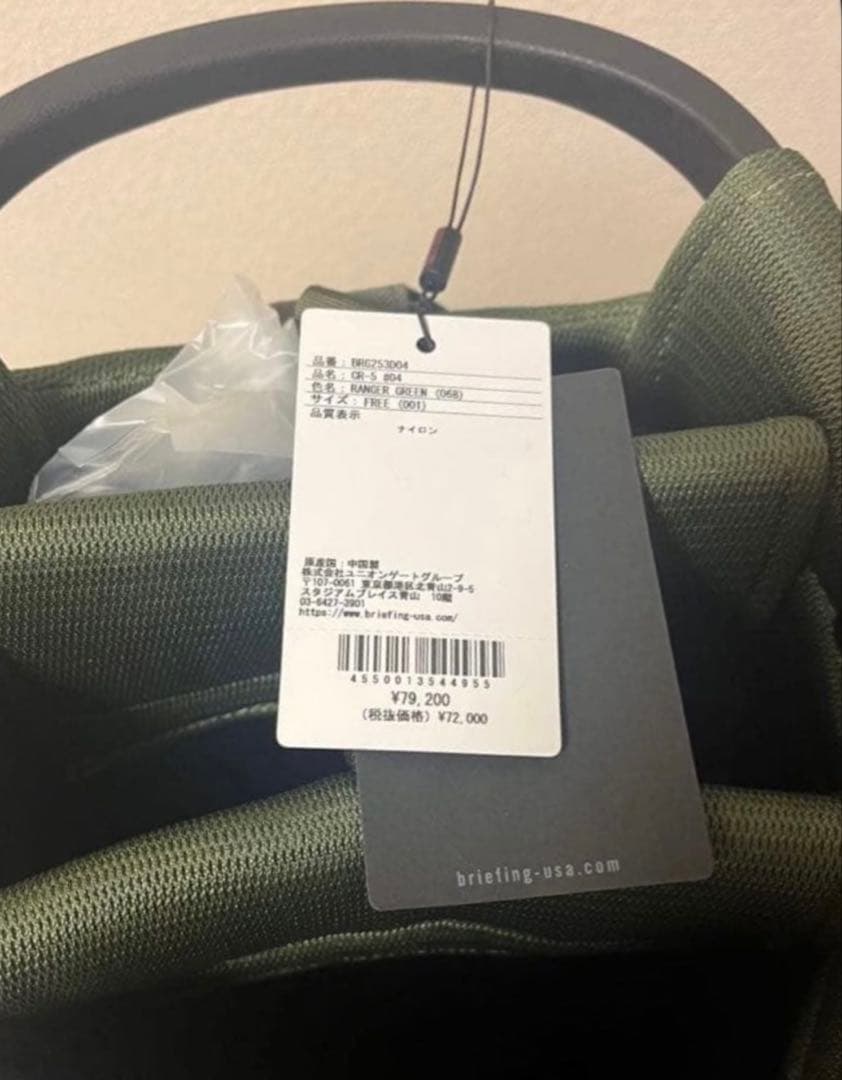 品番：BRG253D04
品名：CR-5 #04
色名：RANGER GREEN (068)
サイズ：FREE (001)
品質表示
ナイロン
原産国：中国製
株式会社ユニオンゲートグループ
〒107-0061 東京都港区北青山2-9-5
スタジアムプレイス青山 10階
03-6427-3901
https://www.briefing-usa.com/
4550013544955
¥79,200
(税抜価格) ¥72,000
briefing-usa.com